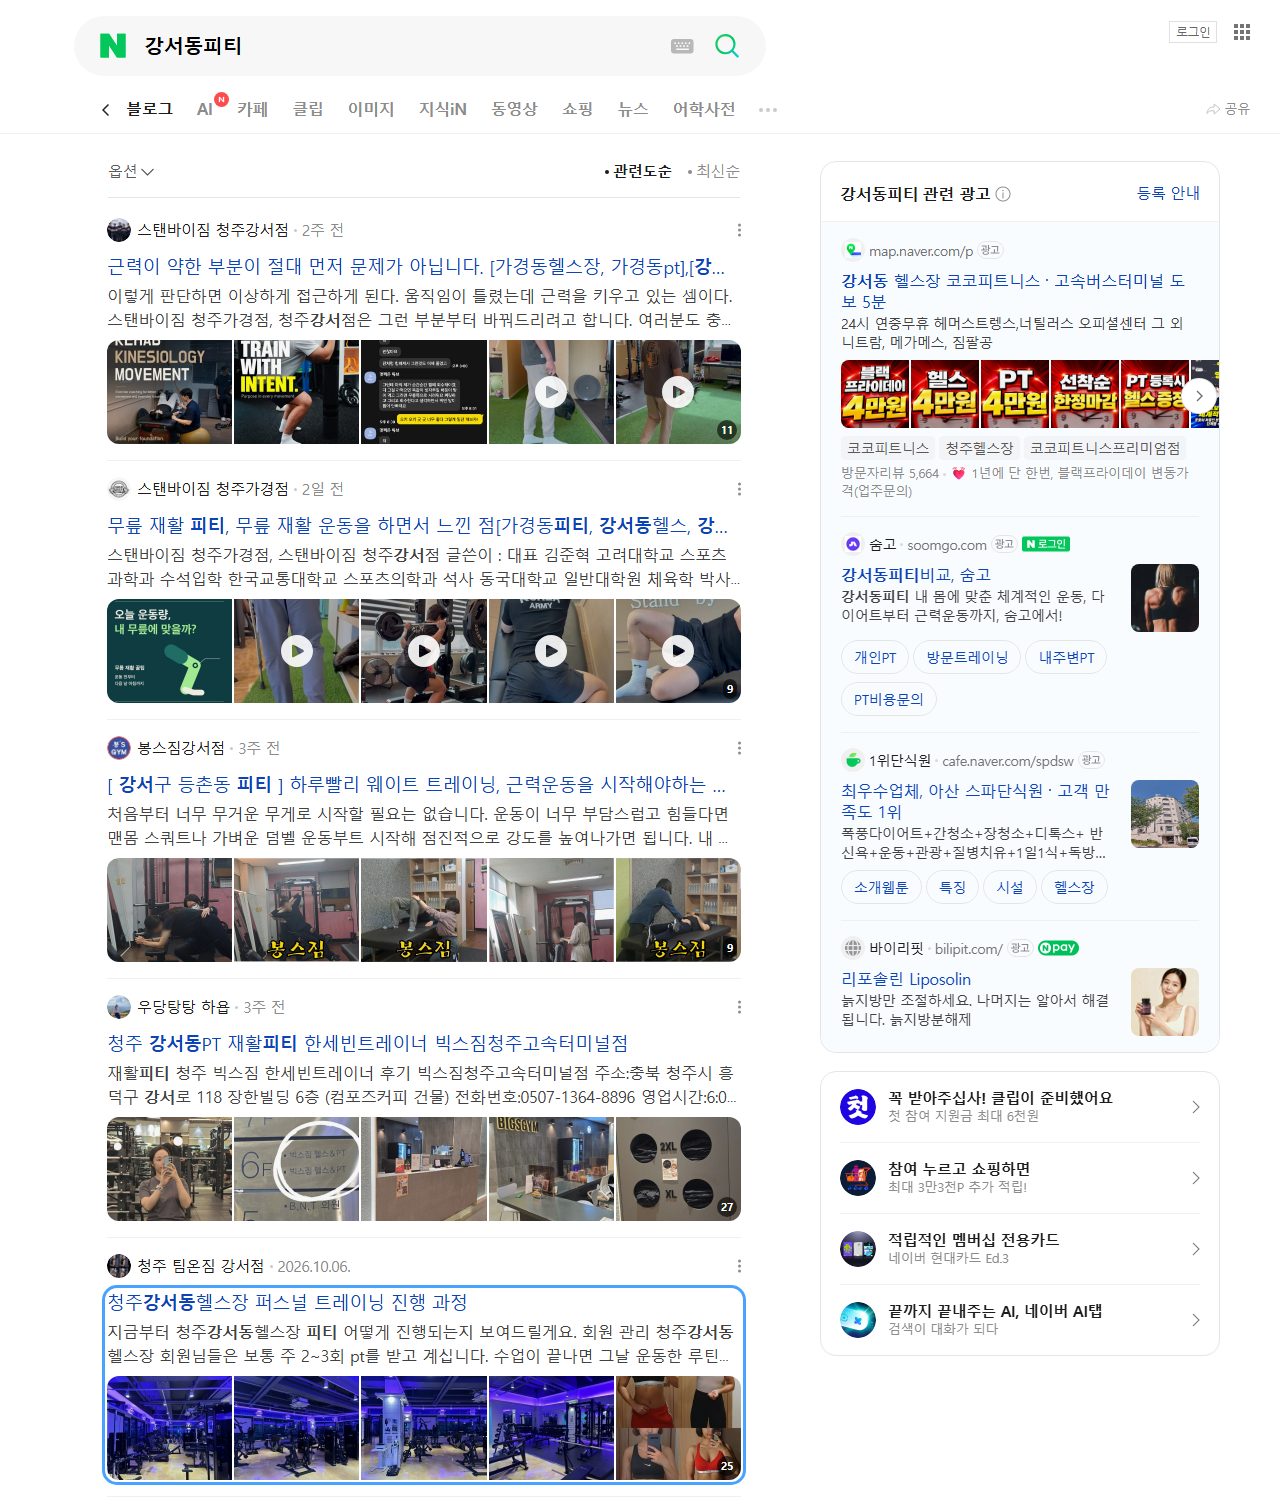 강서동피티
로그인
블로그 AI N 카페 클립 이미지 지식iN 동영상 쇼핑 뉴스 어학사전
공유
옵션
• 관련도순 • 최신순
스탠바이짐 청주강서점 · 2주 전
근력이 약한 부분이 절대 먼저 문제가 아닙니다. [가경동헬스장, 가경동pt],[강...
이렇게 판단하면 이상하게 접근하게 된다. 움직임이 틀렸는데 근력을 키우고 있는 셈이다.
스탠바이짐 청주가경점, 청주강서점은 그런 부분부터 바꿔드리려고 합니다. 여러분도 충...
REHAB
KINESIOLOGY
MOVEMENT
Build your foundation.
TRAIN
WITH
INTENT.
Purpose in every movement.
11
스탠바이짐 청주가경점 · 2일 전
무릎 재활 피티, 무릎 재활 운동을 하면서 느낀 점[가경동피티, 강서동헬스, 강...
스탠바이짐 청주가경점, 스탠바이짐 청주강서점 글쓴이 : 대표 김준혁 고려대학교 스포츠
과학과 수석입학 한국교통대학교 스포츠의학과 석사 동국대학교 일반대학원 체육학 박사...
오늘 운동량,
내 무릎에 맞을까?
무릎 재활 꿀팁
ARMY
Stand by
9
봉스짐강서점 · 3주 전
[ 강서구 등촌동 피티 ] 하루빨리 웨이트 트레이닝, 근력운동을 시작해야하는 ...
처음부터 너무 무거운 무게로 시작할 필요는 없습니다. 운동이 너무 부담스럽고 힘들다면
맨몸 스쿼트나 가벼운 덤벨 운동부트 시작해 점진적으로 강도를 높여나가면 됩니다. 내 ...
봉스짐
봉스짐
봉스짐
9
우당탕탕 하욤 · 3주 전
청주 강서동PT 재활피티 한세빈트레이너 빅스짐청주고속터미널점
재활피티 청주 빅스짐 한세빈트레이너 후기 빅스짐청주고속터미널점 주소:충북 청주시 흥
덕구 강서로 118 장한빌딩 6층 (컴포즈커피 건물) 전화번호:0507-1364-8896 영업시간:6:0...
6F
• 빅스짐 헬스&PT
• 빅스짐 헬스&PT
• B.N.T 의원
BIGSGYM
2XL
XL
27
청주 팀온짐 강서점 · 2026.10.06.
청주강서동헬스장 퍼스널 트레이닝 진행 과정
지금부터 청주강서동헬스장 피티 어떻게 진행되는지 보여드릴게요. 회원 관리 청주강서동
헬스장 회원님들은 보통 주 2~3회 pt를 받고 계십니다. 수업이 끝나면 그날 운동한 루틴...
25
강서동피티 관련 광고
등록 안내
map.naver.com/p 광고
강서동 헬스장 코코피트니스 · 고속버스터미널 도
보 5분
24시 연중무휴 헤머스트렝스,너틸러스 오피셜센터 그 외
니트람, 메가메스, 짐팔공
블랙
프라이데이
4만원
헬스
4만원
PT
4만원
선착순
한정마감
PT 등록시
헬스증정
코코피트니스 청주헬스장 코코피트니스프리미엄점
방문자리뷰 5,664 · 💓 1년에 단 한번, 블랙프라이데이 변동가
격(업주문의)
숨고 · soomgo.com 광고 N 로그인
강서동피티비교, 숨고
강서동피티 내 몸에 맞춘 체계적인 운동, 다
이어트부터 근력운동까지, 숨고에서!
개인PT 방문트레이닝 내주변PT
PT비용문의
1위단식원 · cafe.naver.com/spdsw 광고
최우수업체, 아산 스파단식원 · 고객 만
족도 1위
폭풍다이어트+간청소+장청소+디톡스+ 반
신욕+운동+관광+질병치유+1일1식+독방...
소개웹툰 특징 시설 헬스장
바이리핏 · bilipit.com/ 광고 N pay
리포솔린 Liposolin
늙지방만 조절하세요. 나머지는 알아서 해결
됩니다. 늙지방분해제
첫
꼭 받아주십사! 클립이 준비했어요
첫 참여 지원금 최대 6천원
참여 누르고 쇼핑하면
최대 3만3천P 추가 적립!
적립적인 멤버십 전용카드
네이버 현대카드 Ed.3
끝까지 끝내주는 AI, 네이버 AI탭
검색이 대화가 되다